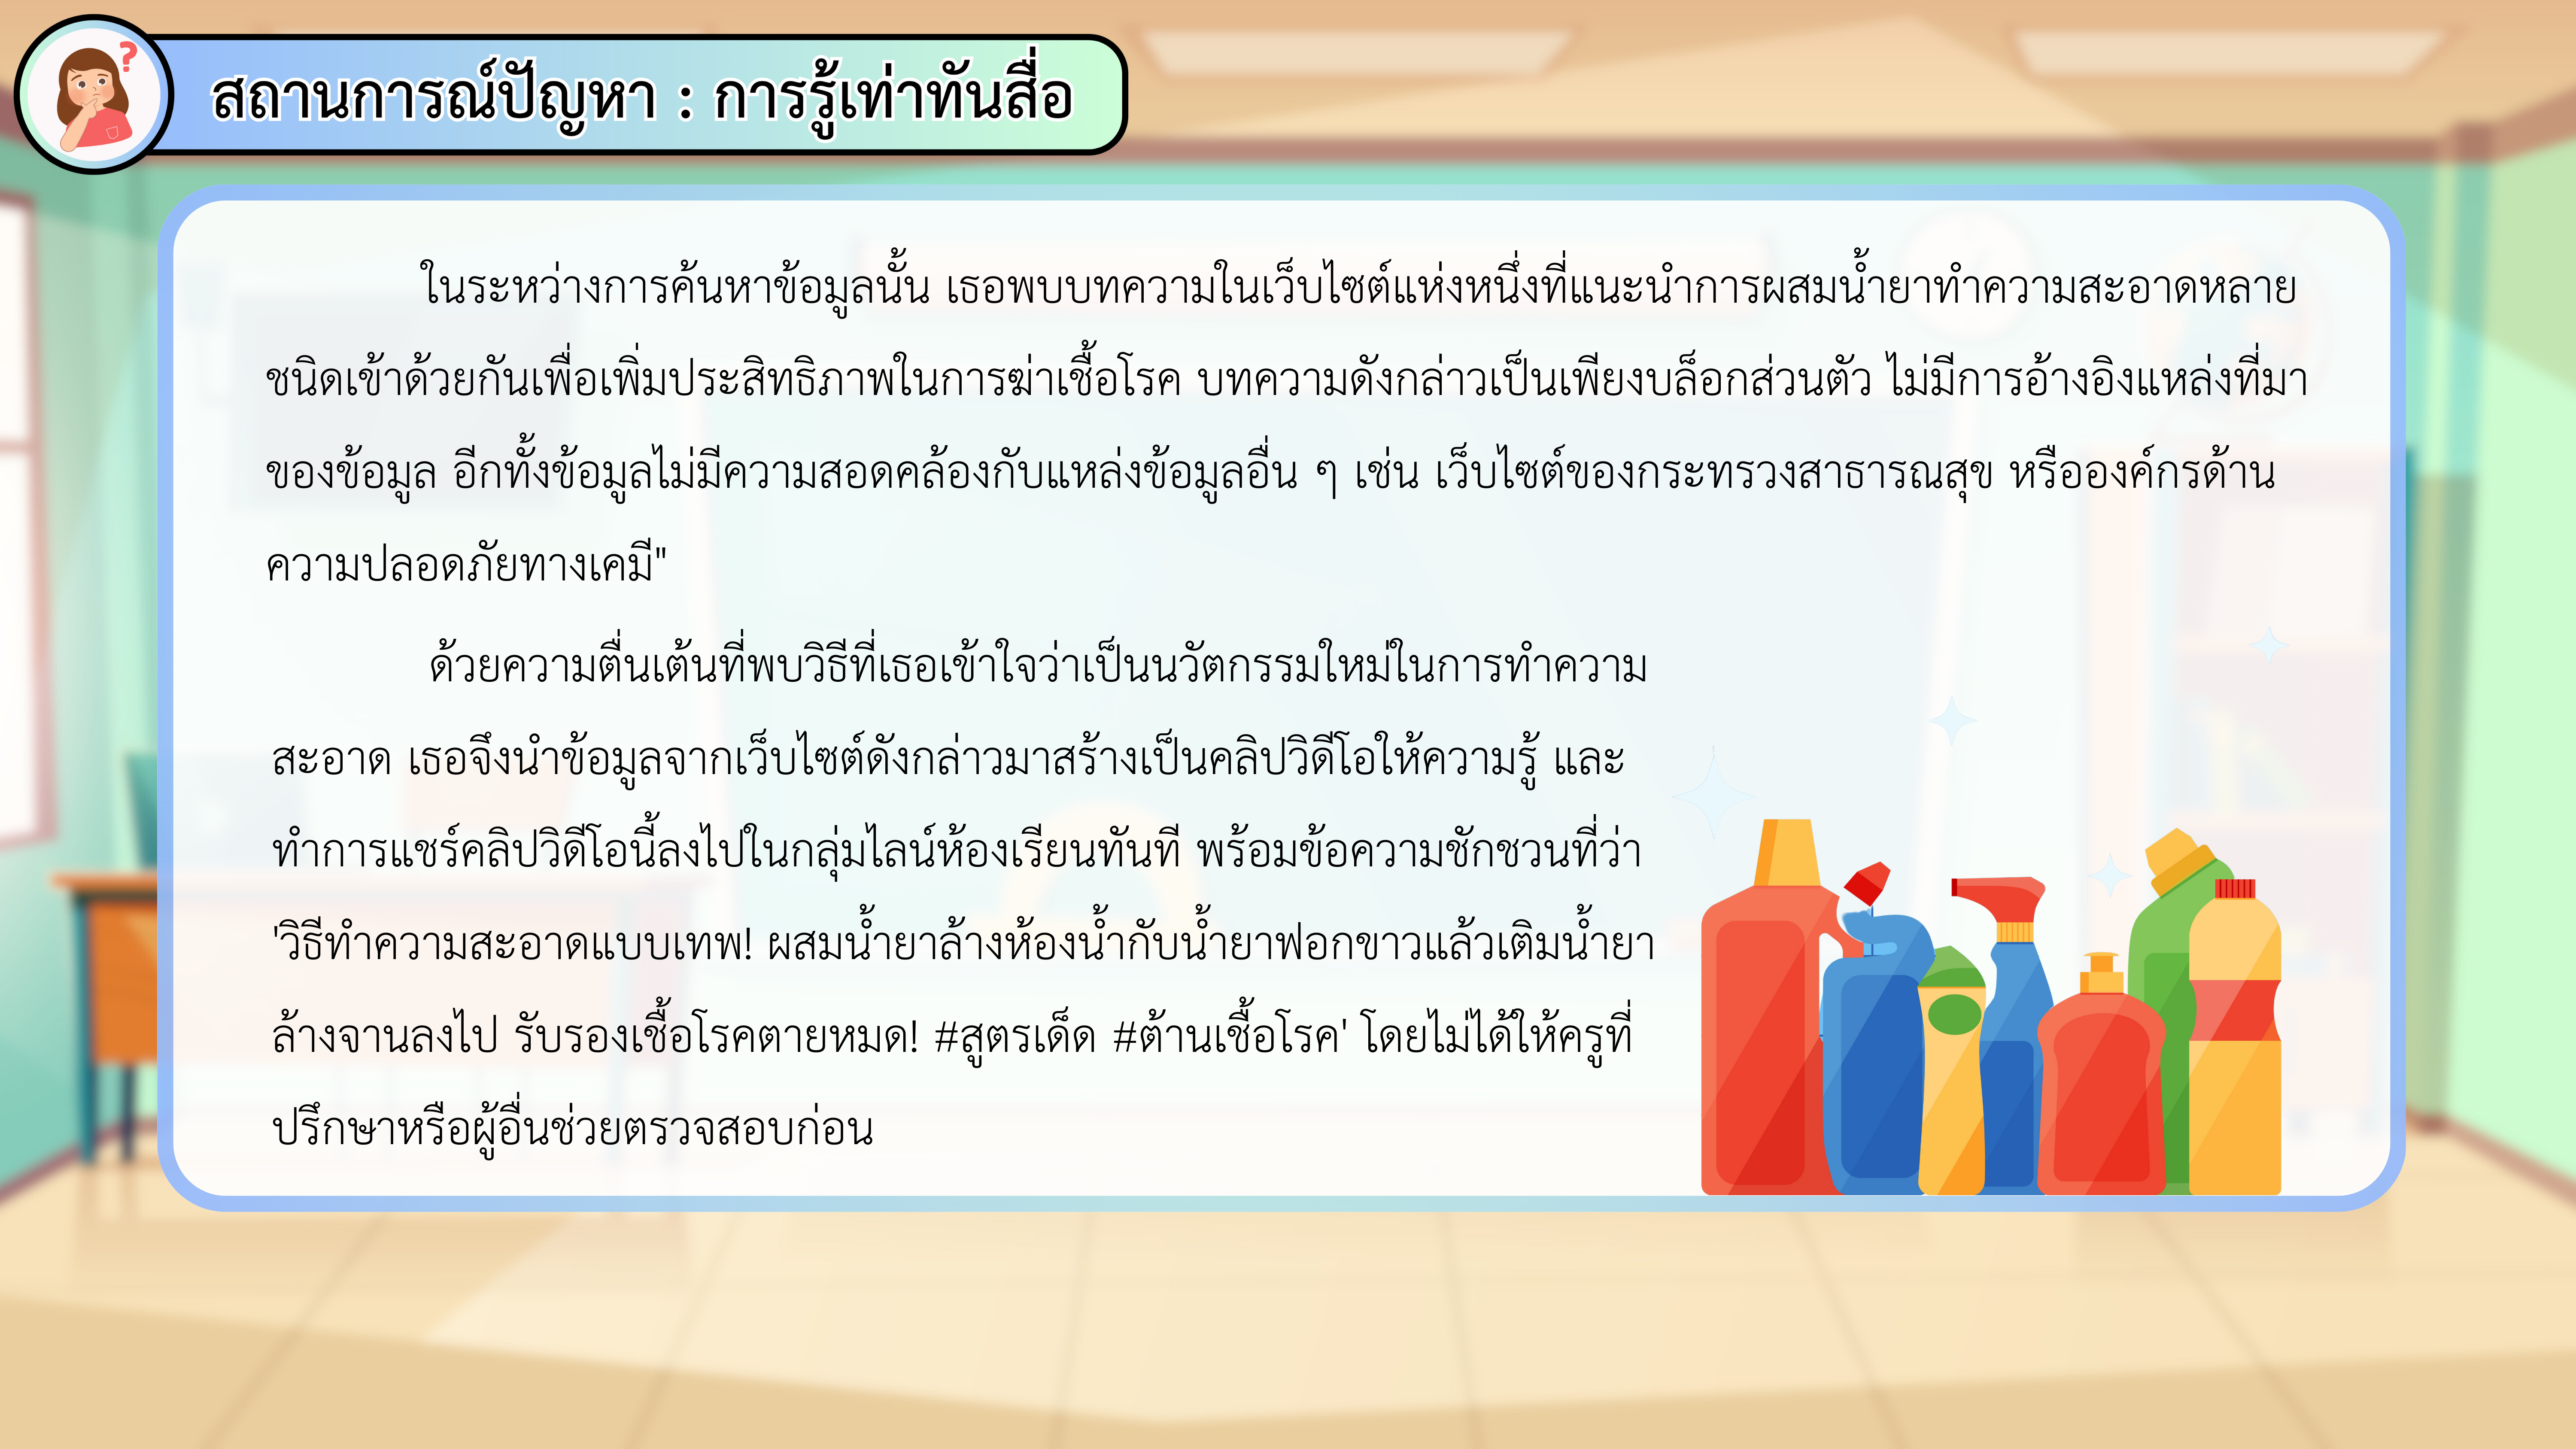 ?
สถานการณ์ปัญหา : การรู้เท่าทันสื่อ
ในระหว่างการค้นหาข้อมูลนั้น เธอพบบทความในเว็บไซต์แห่งหนึ่งที่แนะนำการผสมน้ำยาทำความสะอาดหลาย
ชนิดเข้าด้วยกันเพื่อเพิ่มประสิทธิภาพในการฆ่าเชื้อโรค บทความดังกล่าวเป็นเพียงบล็อกส่วนตัว ไม่มีการอ้างอิงแหล่งที่มา
ของข้อมูล อีกทั้งข้อมูลไม่มีความสอดคล้องกับแหล่งข้อมูลอื่น ๆ เช่น เว็บไซต์ของกระทรวงสาธารณสุข หรือองค์กรด้าน
ความปลอดภัยทางเคมี"
ด้วยความตื่นเต้นที่พบวิธีที่เธอเข้าใจว่าเป็นนวัตกรรมใหม่ในการทำความ
สะอาด เธอจึงนำข้อมูลจากเว็บไซต์ดังกล่าวมาสร้างเป็นคลิปวิดีโอให้ความรู้ และ
ทำการแชร์คลิปวิดีโอนี้ลงไปในกลุ่มไลน์ห้องเรียนทันที พร้อมข้อความชักชวนที่ว่า
'วิธีทำความสะอาดแบบเทพ! ผสมน้ำยาล้างห้องน้ำกับน้ำยาฟอกขาวแล้วเติมน้ำยา
ล้างจานลงไป รับรองเชื้อโรคตายหมด! #สูตรเด็ด #ต้านเชื้อโรค' โดยไม่ได้ให้ครูที่
ปรึกษาหรือผู้อื่นช่วยตรวจสอบก่อน